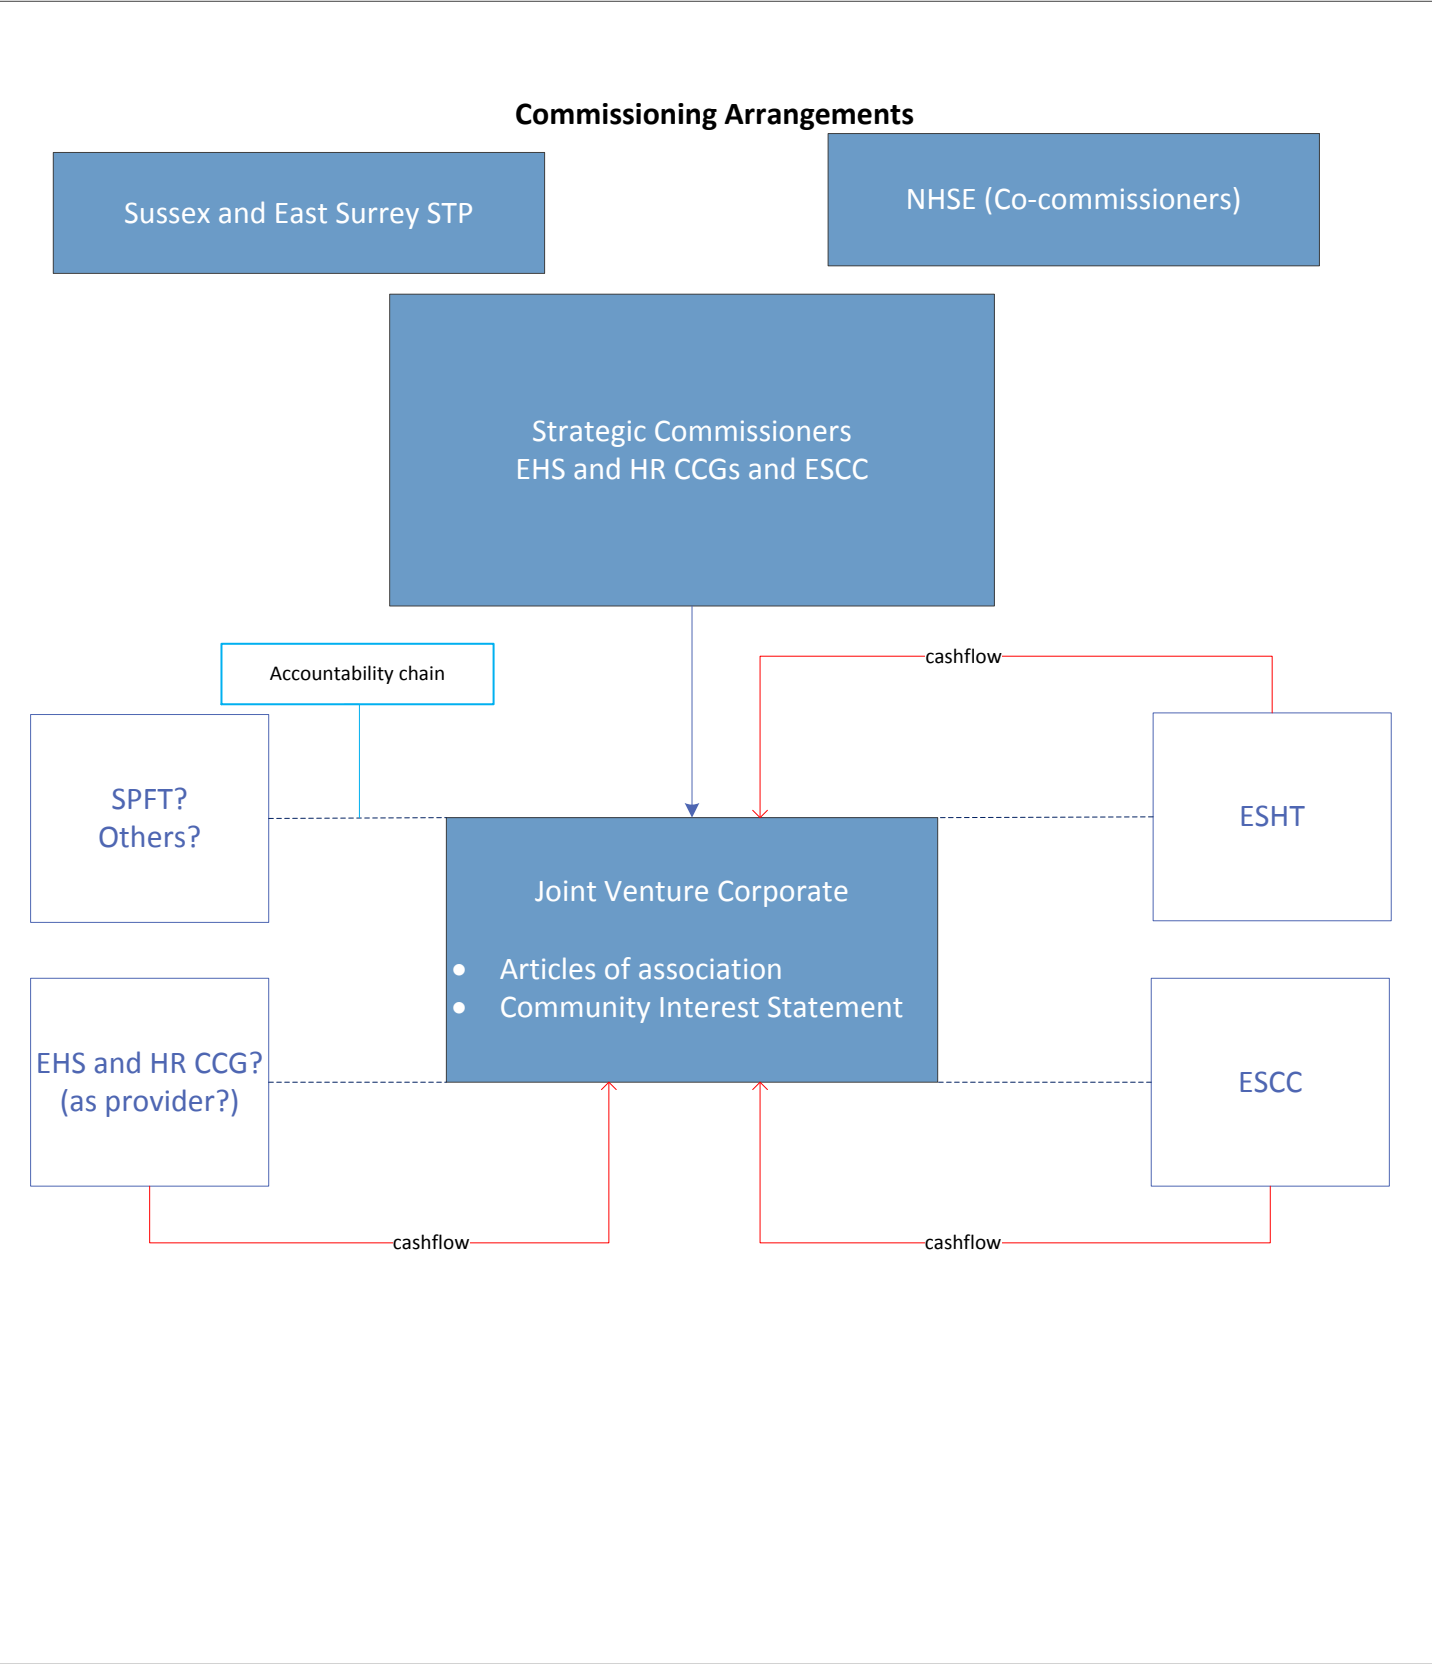 Commissioning Arrangements
Sussex and East Surrey STP
NHSE (Co-commissioners)
Strategic Commissioners
EHS and HR CCGs and ESCC
Accountability chain
cashflow
SPFT?
Others?
ESHT
Joint Venture Corporate
• Articles of association
• Community Interest Statement
EHS and HR CCG?
(as provider?)
ESCC
cashflow
cashflow